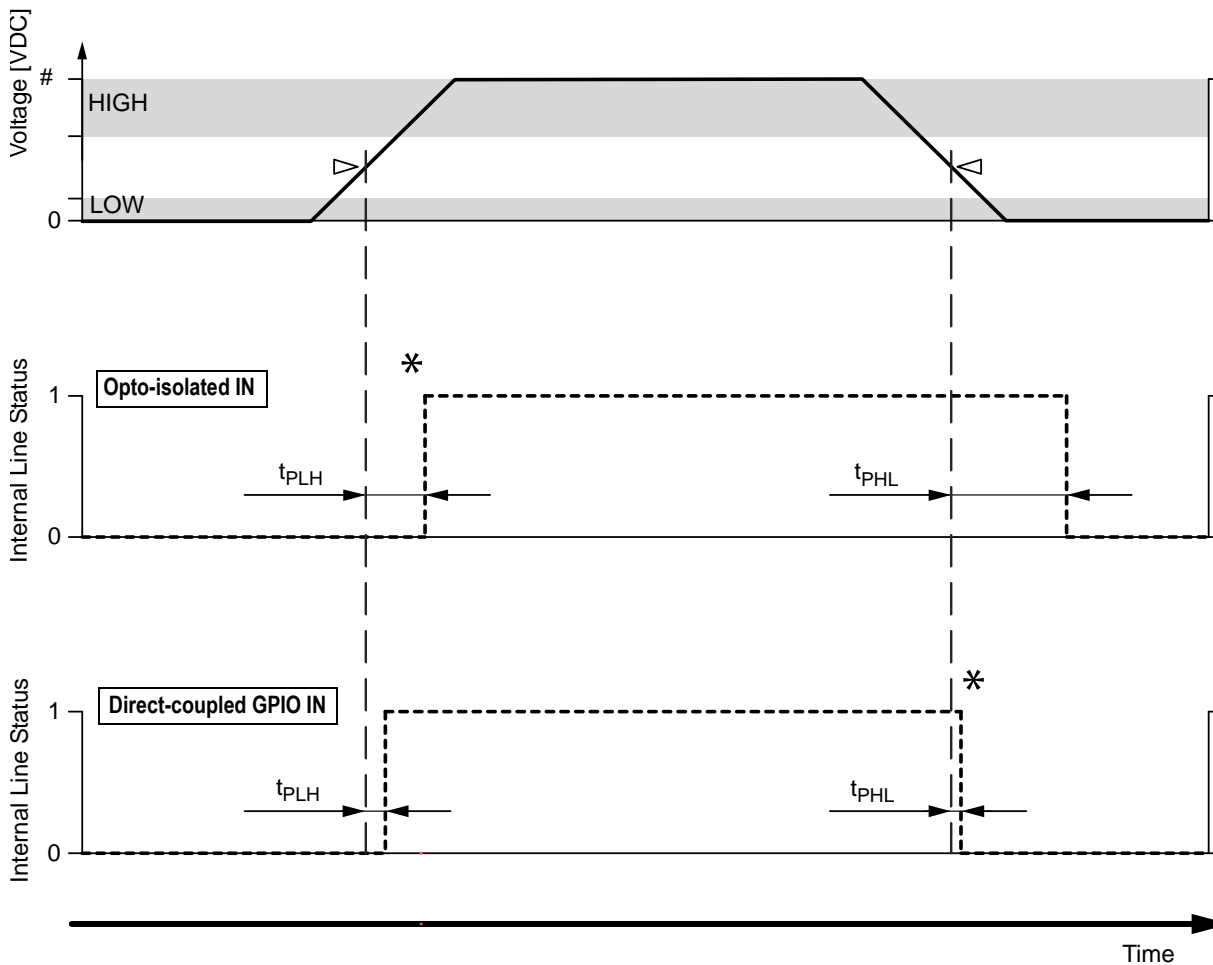 Voltage [VDC]
#
HIGH
LOW
0
Internal Line Status
1
Opto-isolated IN
*
tPLH
tPHL
0
Internal Line Status
1
Direct-coupled GPIO IN
*
tPLH
tPHL
0
Time